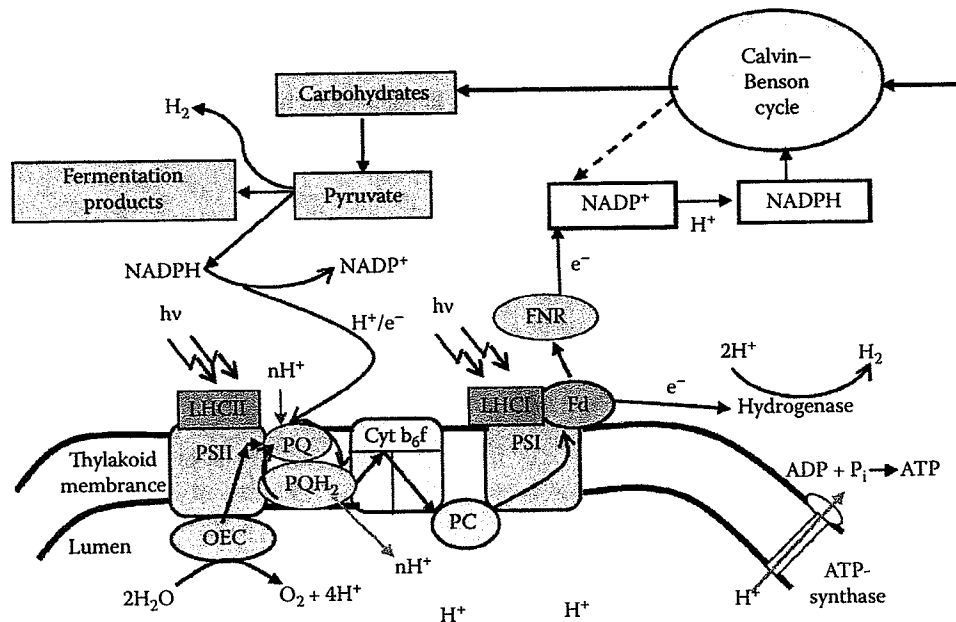 Calvin–
Benson
cycle
Carbohydrates
H₂
Fermentation
products
Pyruvate
NADP⁺
H⁺
NADPH
NADPH
NADP⁺
e⁻
hν
H⁺/e⁻
hν
FNR
nH⁺
2H⁺
H₂
LHCII
LHCI
Fd
e⁻
Hydrogenase
PSII
PQ
Cyt b₆f
PSI
Thylakoid
membrance
PQH₂
ADP + Pᵢ ATP
PC
Lumen
OEC
nH⁺
2H₂O
O₂ + 4H⁺
H⁺
H⁺
H⁺
ATP-
synthase